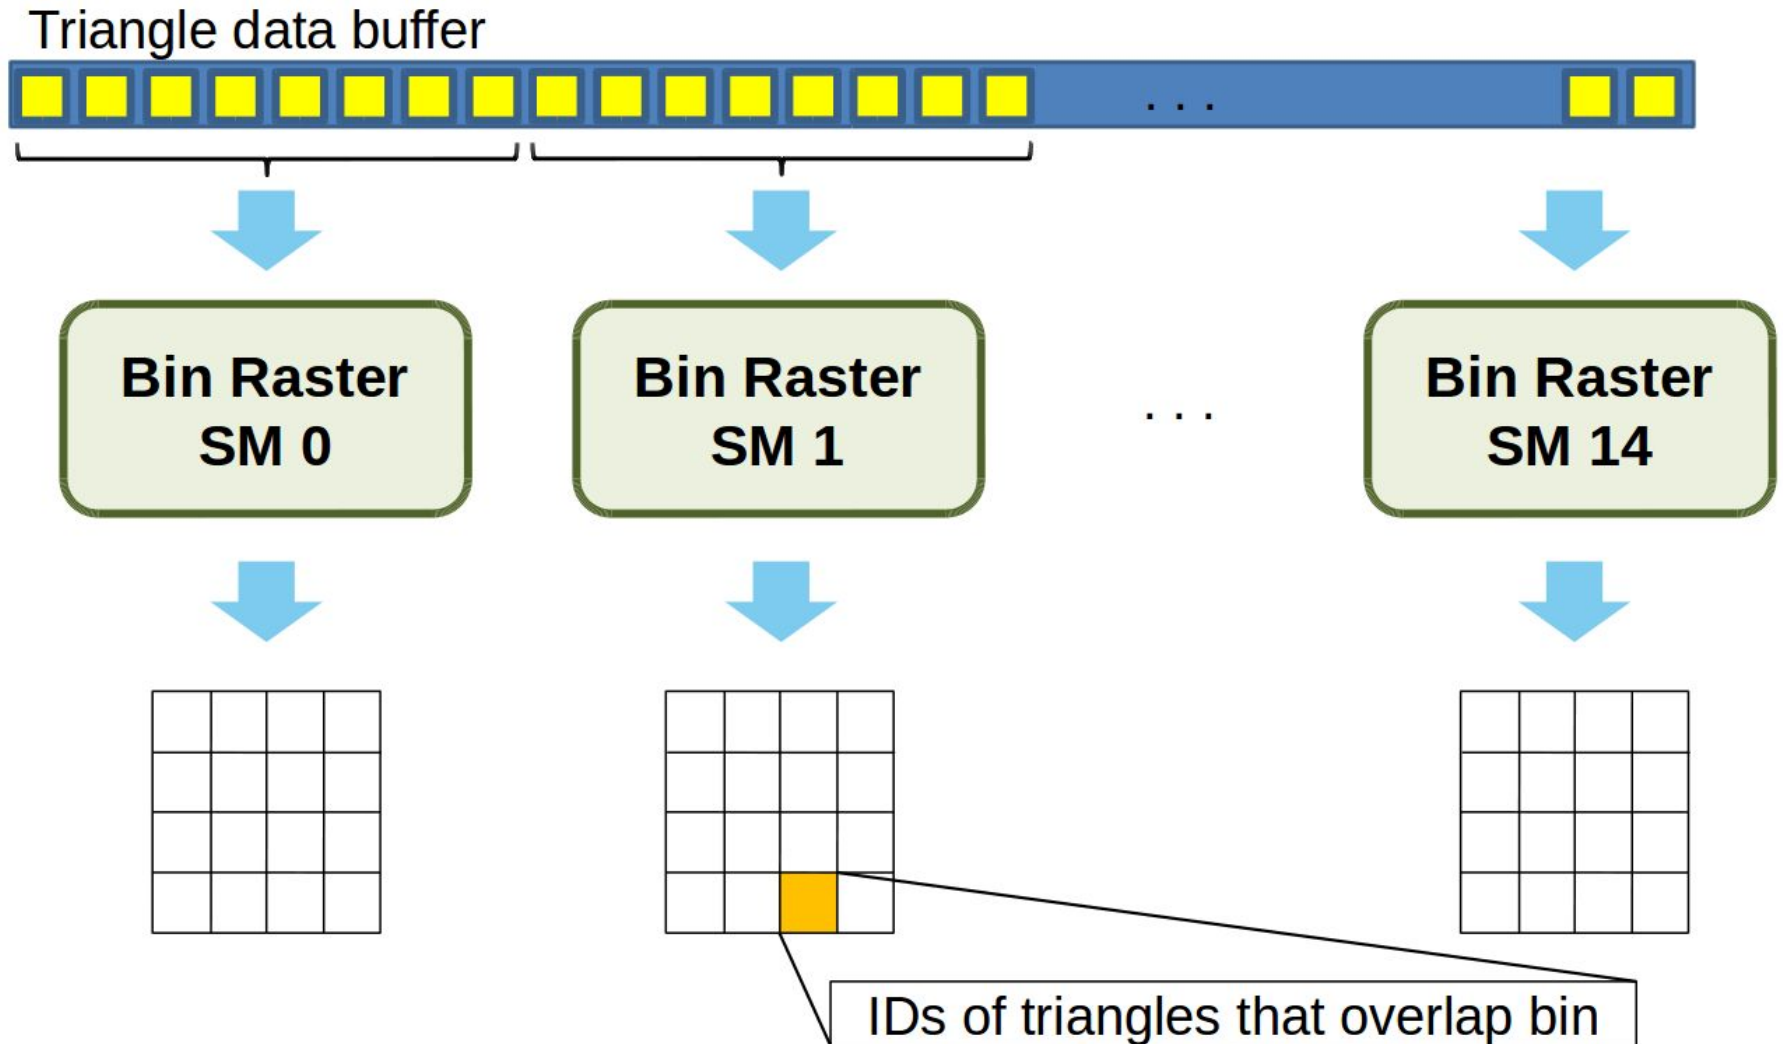 Triangle data buffer
. . .
Bin Raster
SM 0
Bin Raster
SM 1
. . .
Bin Raster
SM 14
IDs of triangles that overlap bin